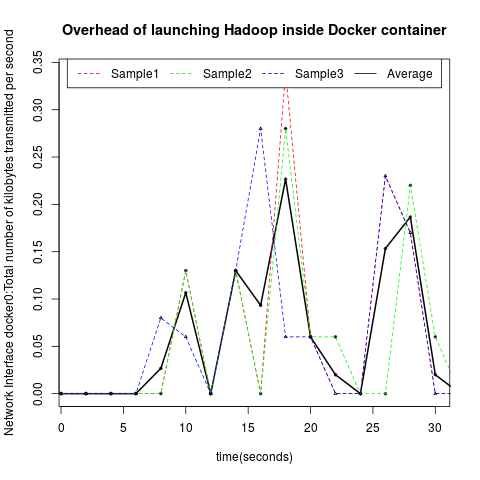 Overhead of launching Hadoop inside Docker container
Network Interface docker0:Total number of kilobytes transmitted per second
Sample1 Sample2 Sample3 Average
0.35
0.30
0.25
0.20
0.15
0.10
0.05
0.00
0 5 10 15 20 25 30
time(seconds)